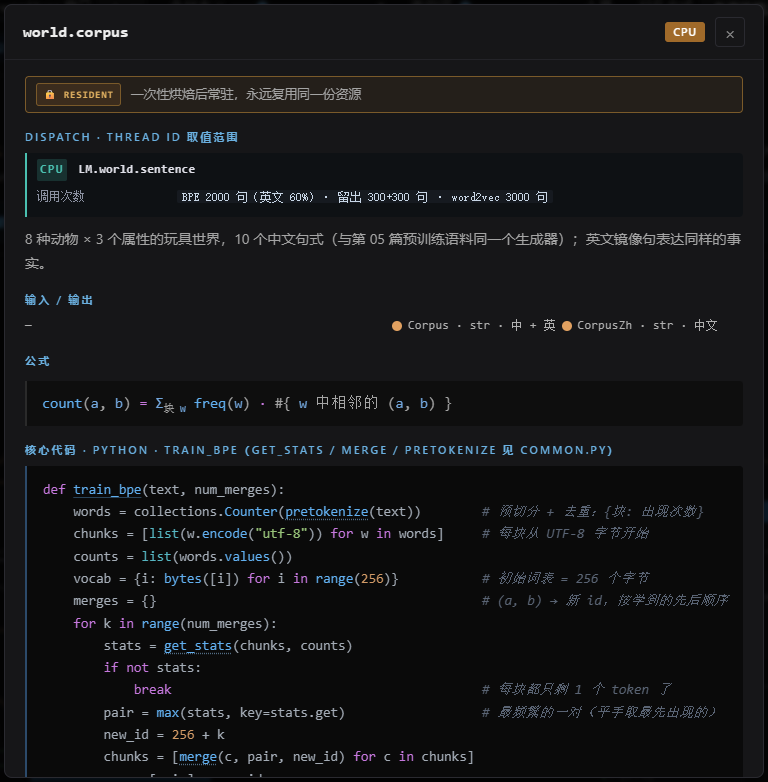 world.corpus
CPU ×
RESIDENT 一次性烘焙后常驻，永远复用同一份资源
DISPATCH · THREAD ID 取值范围
CPU LM.world.sentence
调用次数 BPE 2000 句（英文 60%） · 留出 300+300 句 · word2vec 3000 句
8 种动物 × 3 个属性的玩具世界，10 个中文句式（与第 05 篇预训练语料同一个生成器）；英文镜像句表达同样的事
实。
输入 / 输出
— Corpus · str · 中 + 英 CorpusZh · str · 中文
公式
count(a, b) = Σ块 w freq(w) · #{ w 中相邻的 (a, b) }
核心代码 · PYTHON · TRAIN_BPE (GET_STATS / MERGE / PRETOKENIZE 见 COMMON.PY)
def train_bpe(text, num_merges):
words = collections.Counter(pretokenize(text)) # 预切分 + 去重：{块: 出现次数}
chunks = [list(w.encode("utf-8")) for w in words] # 每块从 UTF-8 字节开始
counts = list(words.values())
vocab = {i: bytes([i]) for i in range(256)} # 初始词表 = 256 个字节
merges = {} # (a, b) → 新 id，按学到的先后顺序
for k in range(num_merges):
stats = get_stats(chunks, counts)
if not stats:
break # 每块都只剩 1 个 token 了
pair = max(stats, key=stats.get) # 最频繁的一对（平手取最先出现的）
new_id = 256 + k
chunks = [merge(c, pair, new_id) for c in chunks]